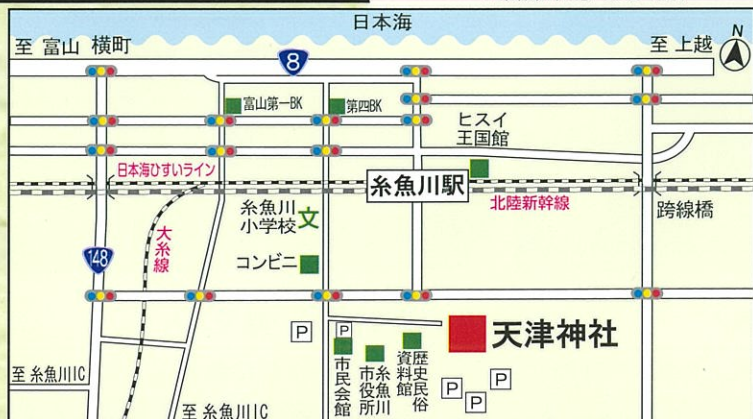 日本海
至 富山
横町
至 上越
N
8
富山第一BK
第四BK
ヒスイ
王国館
日本海ひすいライン
糸魚川駅
北陸新幹線
跨線橋
大糸線
糸魚川
小学校
文
148
コンビニ
天津神社
P
P
市民会館
糸魚川
市役所
歴史民俗
資料館
P
P
P
至 糸魚川IC
至 糸魚川IC